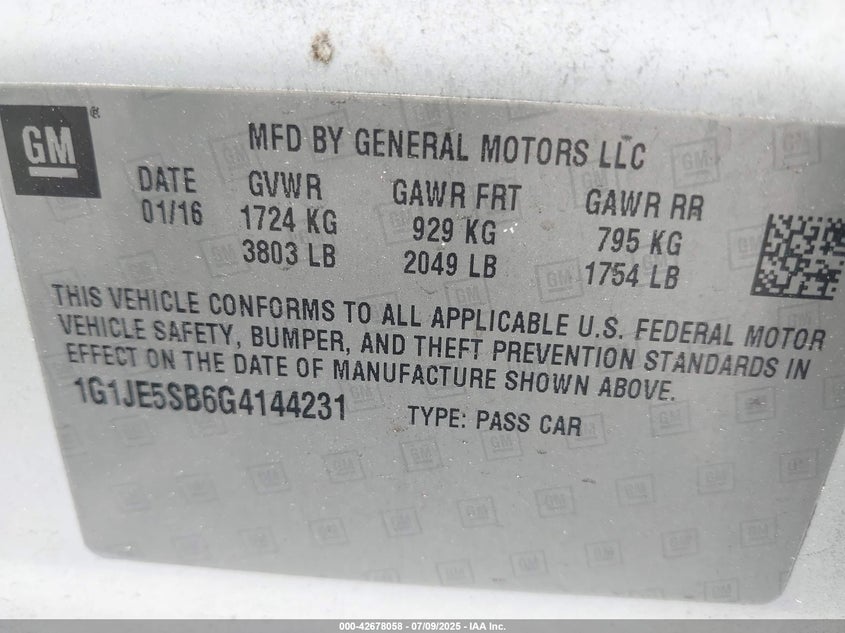 GM
MFD BY GENERAL MOTORS LLC
DATE GVWR GAWR FRT GAWR RR
01/16 1724 KG 929 KG 795 KG
3803 LB 2049 LB 1754 LB
THIS VEHICLE CONFORMS TO ALL APPLICABLE U.S. FEDERAL MOTOR
VEHICLE SAFETY, BUMPER, AND THEFT PREVENTION STANDARDS IN
EFFECT ON THE DATE OF MANUFACTURE SHOWN ABOVE.
1G1JE5SB6G4144231 TYPE: PASS CAR
000-42678058 - 07/09/2025 - IAA Inc.